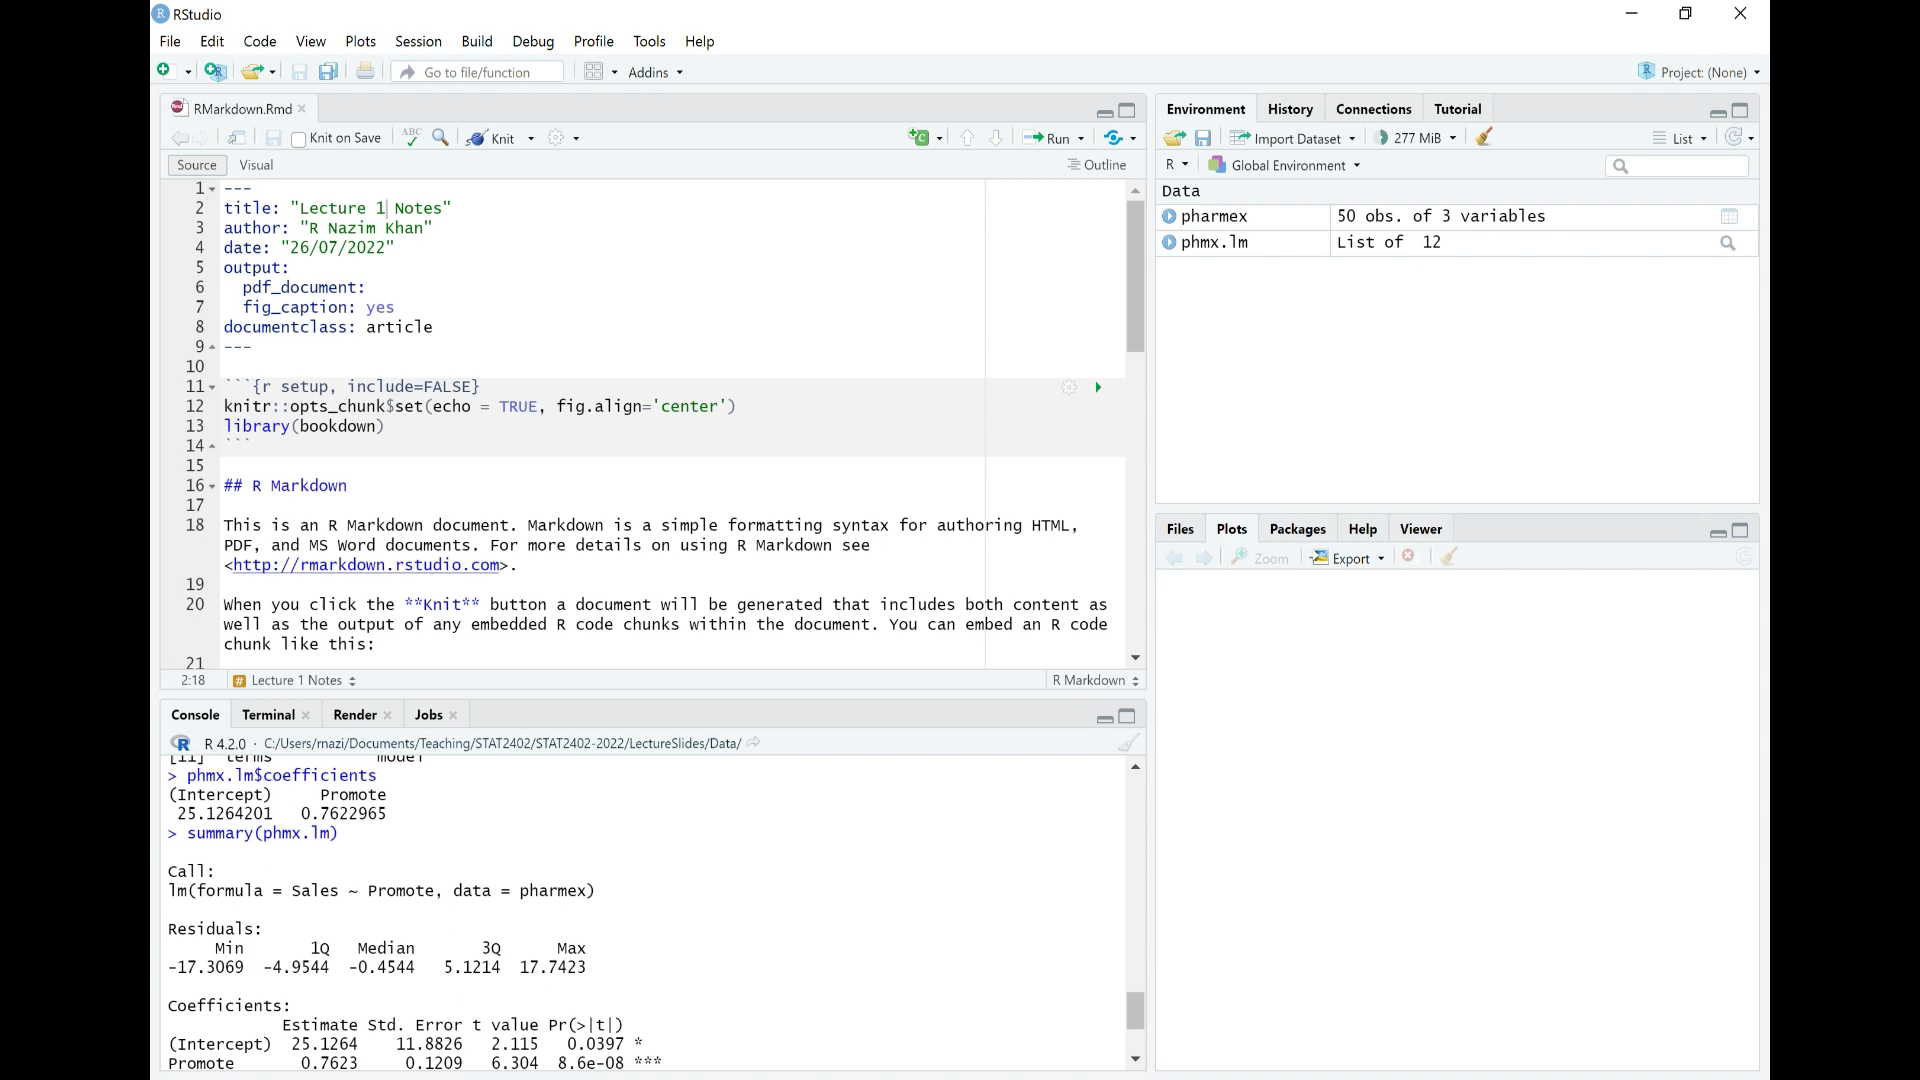 RStudio
File Edit Code View Plots Session Build Debug Profile Tools Help
Go to file/function Addins Project: (None)
RMarkdown.Rmd
Knit on Save ABC Knit Run
Source Visual Outline
1 ---
2 title: "Lecture 1 Notes"
3 author: "R Nazim Khan"
4 date: "26/07/2022"
5 output:
6 pdf_document:
7 fig_caption: yes
8 documentclass: article
9 ---
10
11 ```{r setup, include=FALSE}
12 knitr::opts_chunk$set(echo = TRUE, fig.align='center')
13 library(bookdown)
14 ```
15
16 ## R Markdown
17
18 This is an R Markdown document. Markdown is a simple formatting syntax for authoring HTML,
PDF, and MS Word documents. For more details on using R Markdown see
<http://rmarkdown.rstudio.com>.
19
20 When you click the **Knit** button a document will be generated that includes both content as
well as the output of any embedded R code chunks within the document. You can embed an R code
chunk like this:
21
2:18 # Lecture 1 Notes R Markdown
Console Terminal Render Jobs
R 4.2.0 · C:/Users/rnazi/Documents/Teaching/STAT2402/STAT2402-2022/LectureSlides/Data/
[11] "terms" "model"
> phmx.lm$coefficients
(Intercept) Promote
25.1264201 0.7622965
> summary(phmx.lm)
Call:
lm(formula = Sales ~ Promote, data = pharmex)
Residuals:
Min 1Q Median 3Q Max
-17.3069 -4.9544 -0.4544 5.1214 17.7423
Coefficients:
Estimate Std. Error t value Pr(>|t|)
(Intercept) 25.1264 11.8826 2.115 0.0397 *
Promote 0.7623 0.1209 6.304 8.6e-08 ***
Environment History Connections Tutorial
Import Dataset 277 MiB List
R Global Environment
Data
pharmex 50 obs. of 3 variables
phmx.lm List of 12
Files Plots Packages Help Viewer
Zoom Export